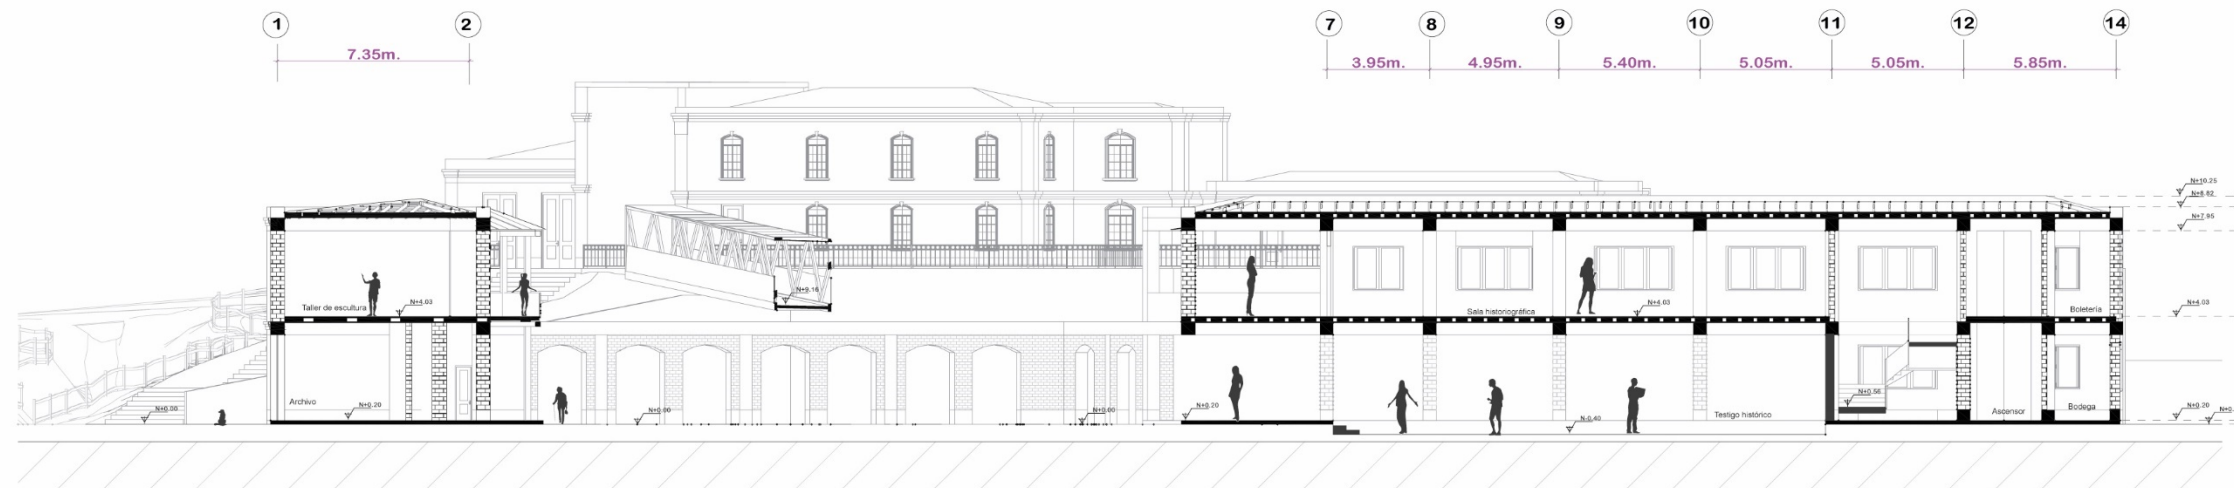 1 2 7 8 9 10 11 12 14
7.35m. 3.95m. 4.95m. 5.40m. 5.05m. 5.05m. 5.85m.
N+10.25
N+8.82
N+7.95
N+9.16
Taller de escultura
N+4.03
Sala historiográfica
N+4.03
Boletería
N+4.03
Archivo
N+0.00
N+0.20
N+0.00
N+0.00
N+0.20
N-0.40
Testigo histórico
N+0.56
Ascensor
Bodega
N+0.20